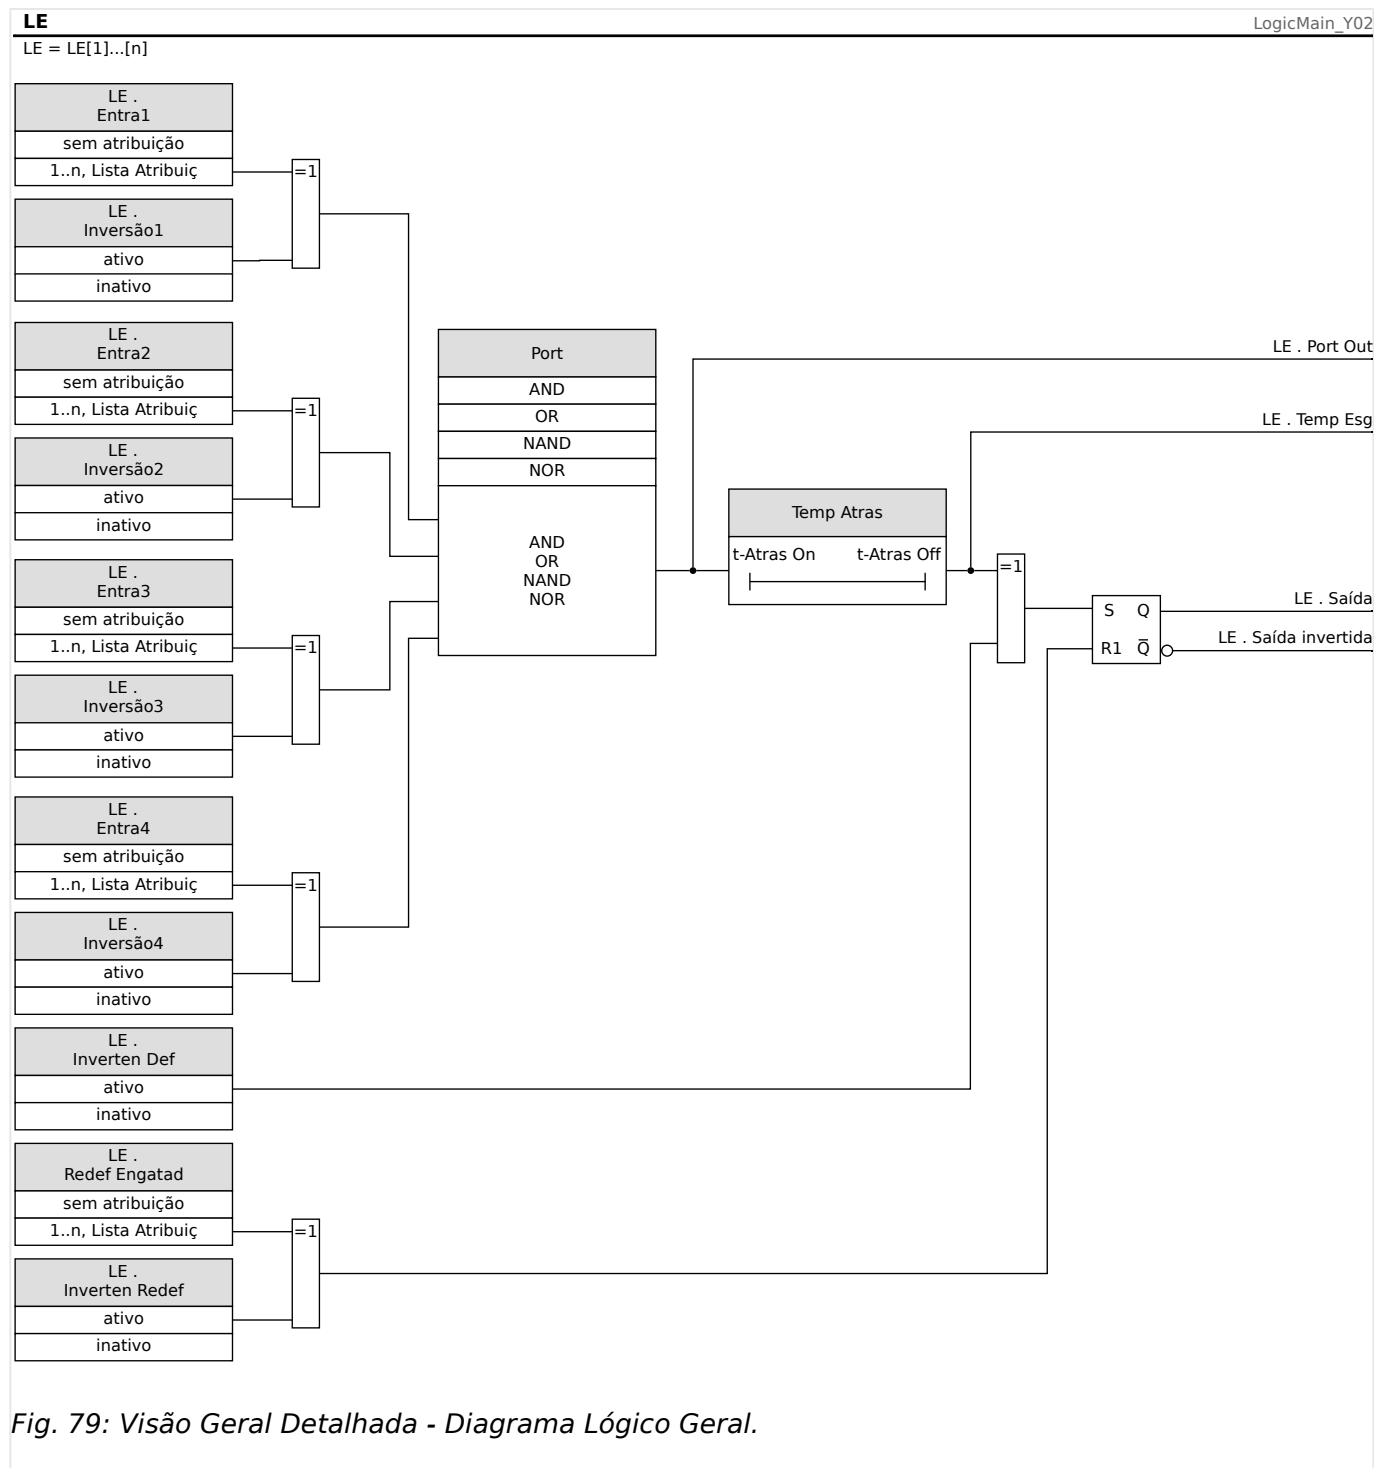 LE
LogicMain_Y02
LE = LE[1]...[n]
LE .
Entra1
sem atribuição
1..n, Lista Atribuiç
=1
LE .
Inversão1
ativo
inativo
LE .
Entra2
sem atribuição
1..n, Lista Atribuiç
=1
LE .
Inversão2
ativo
inativo
LE .
Entra3
sem atribuição
1..n, Lista Atribuiç
=1
LE .
Inversão3
ativo
inativo
LE .
Entra4
sem atribuição
1..n, Lista Atribuiç
=1
LE .
Inversão4
ativo
inativo
LE .
Inverten Def
ativo
inativo
LE .
Redef Engatad
sem atribuição
1..n, Lista Atribuiç
=1
LE .
Inverten Redef
ativo
inativo
Port
AND
OR
NAND
NOR
AND
OR
NAND
NOR
Temp Atras
t-Atras On t-Atras Off
=1
S Q
R1 Q̅
LE . Port Out
LE . Temp Esg
LE . Saída
LE . Saída invertida
Fig. 79: Visão Geral Detalhada - Diagrama Lógico Geral.